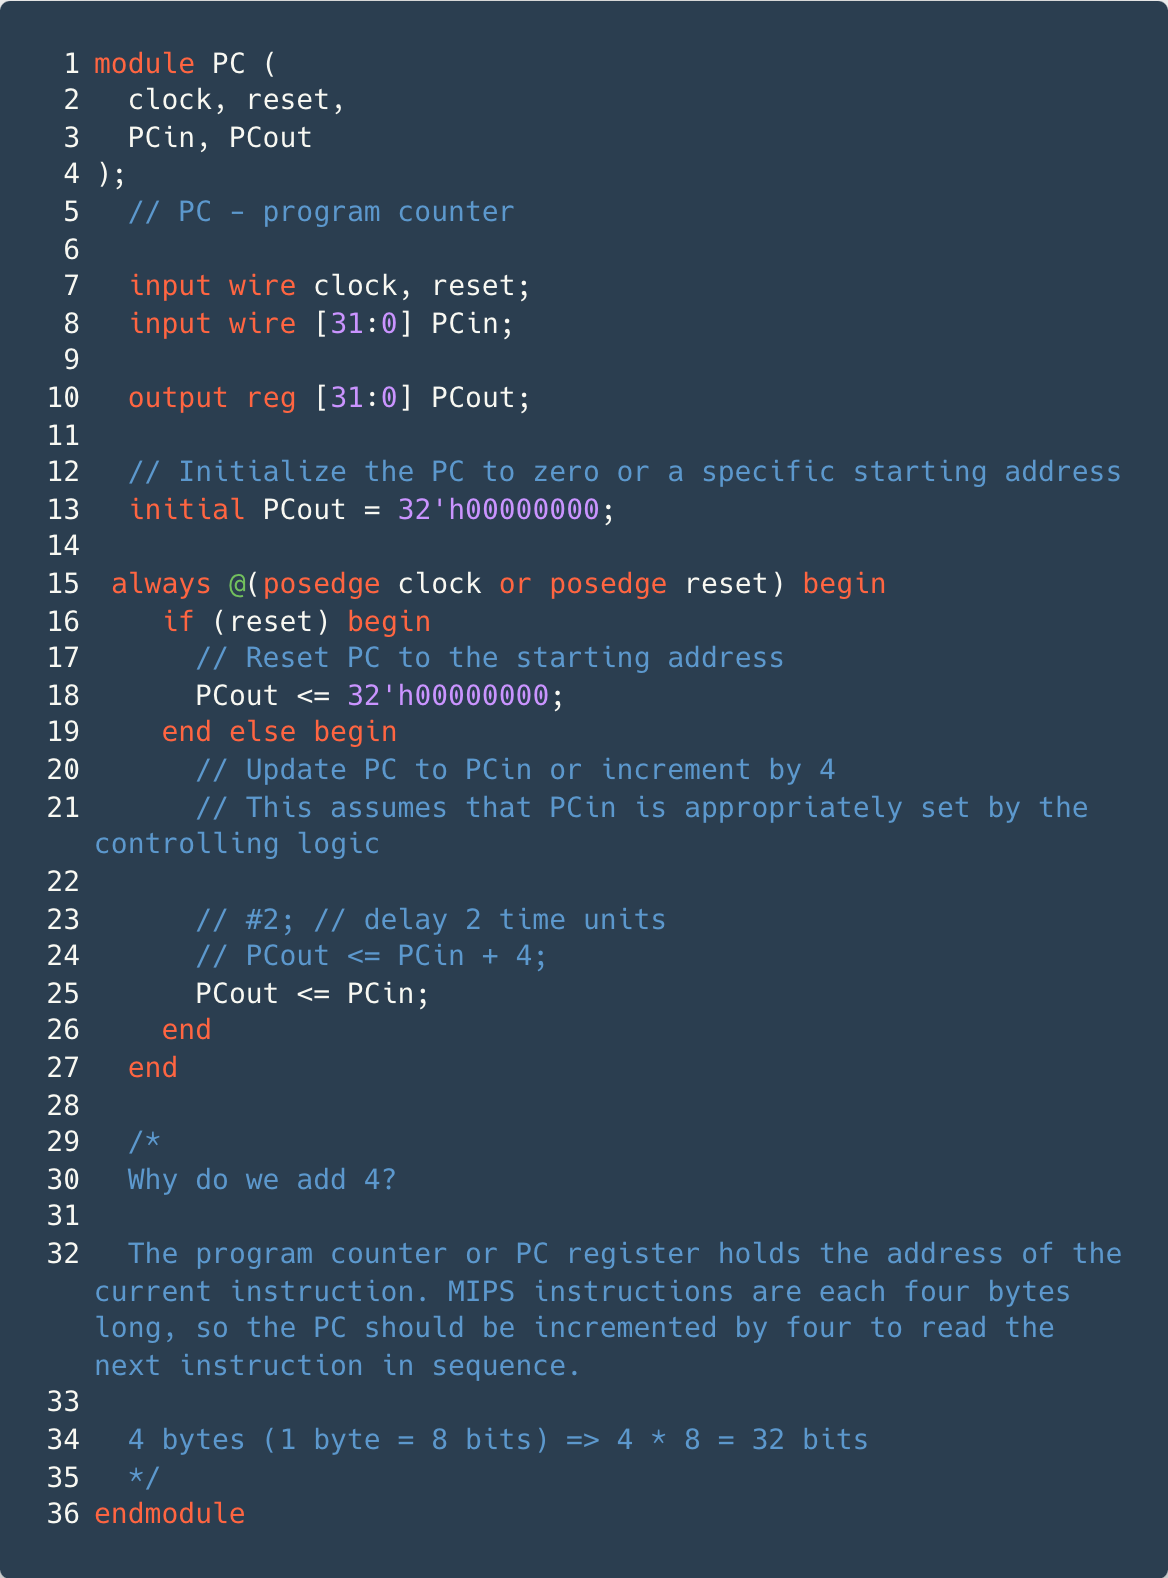 1 module PC (
2   clock, reset,
3   PCin, PCout
4 );
5   // PC - program counter
6
7   input wire clock, reset;
8   input wire [31:0] PCin;
9
10   output reg [31:0] PCout;
11
12   // Initialize the PC to zero or a specific starting address
13   initial PCout = 32'h00000000;
14
15  always @(posedge clock or posedge reset) begin
16     if (reset) begin
17       // Reset PC to the starting address
18       PCout <= 32'h00000000;
19     end else begin
20       // Update PC to PCin or increment by 4
21       // This assumes that PCin is appropriately set by the
controlling logic
22
23       // #2; // delay 2 time units
24       // PCout <= PCin + 4;
25       PCout <= PCin;
26     end
27   end
28
29   /*
30   Why do we add 4?
31
32   The program counter or PC register holds the address of the
current instruction. MIPS instructions are each four bytes
long, so the PC should be incremented by four to read the
next instruction in sequence.
33
34   4 bytes (1 byte = 8 bits) => 4 * 8 = 32 bits
35   */
36 endmodule